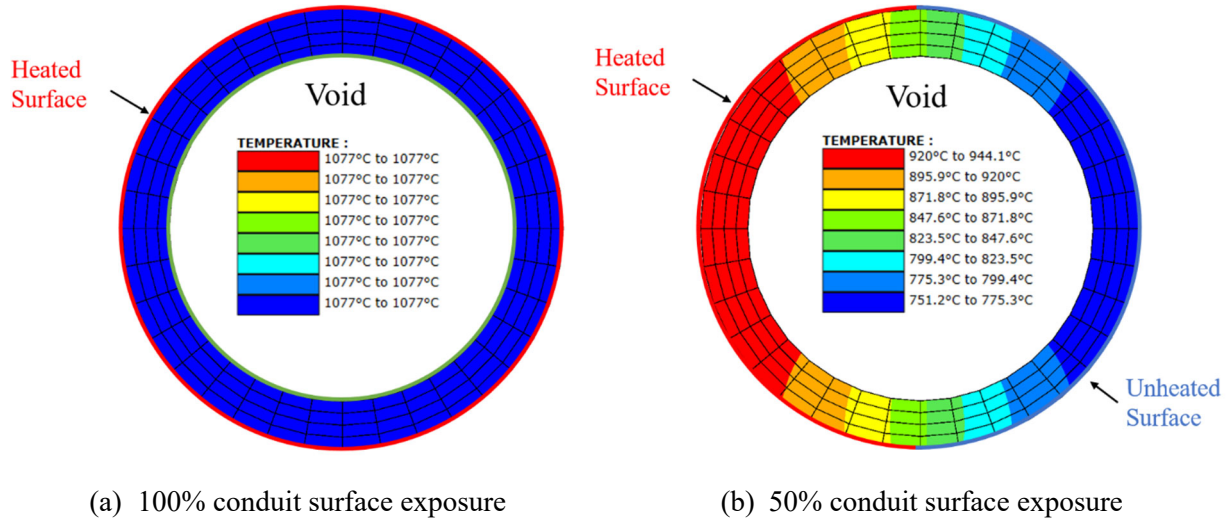 Heated
Surface
Void
TEMPERATURE :
1077°C to 1077°C
1077°C to 1077°C
1077°C to 1077°C
1077°C to 1077°C
1077°C to 1077°C
1077°C to 1077°C
1077°C to 1077°C
1077°C to 1077°C
(a) 100% conduit surface exposure
Heated
Surface
Void
TEMPERATURE :
920°C to 944.1°C
895.9°C to 920°C
871.8°C to 895.9°C
847.6°C to 871.8°C
823.5°C to 847.6°C
799.4°C to 823.5°C
775.3°C to 799.4°C
751.2°C to 775.3°C
Unheated
Surface
(b) 50% conduit surface exposure